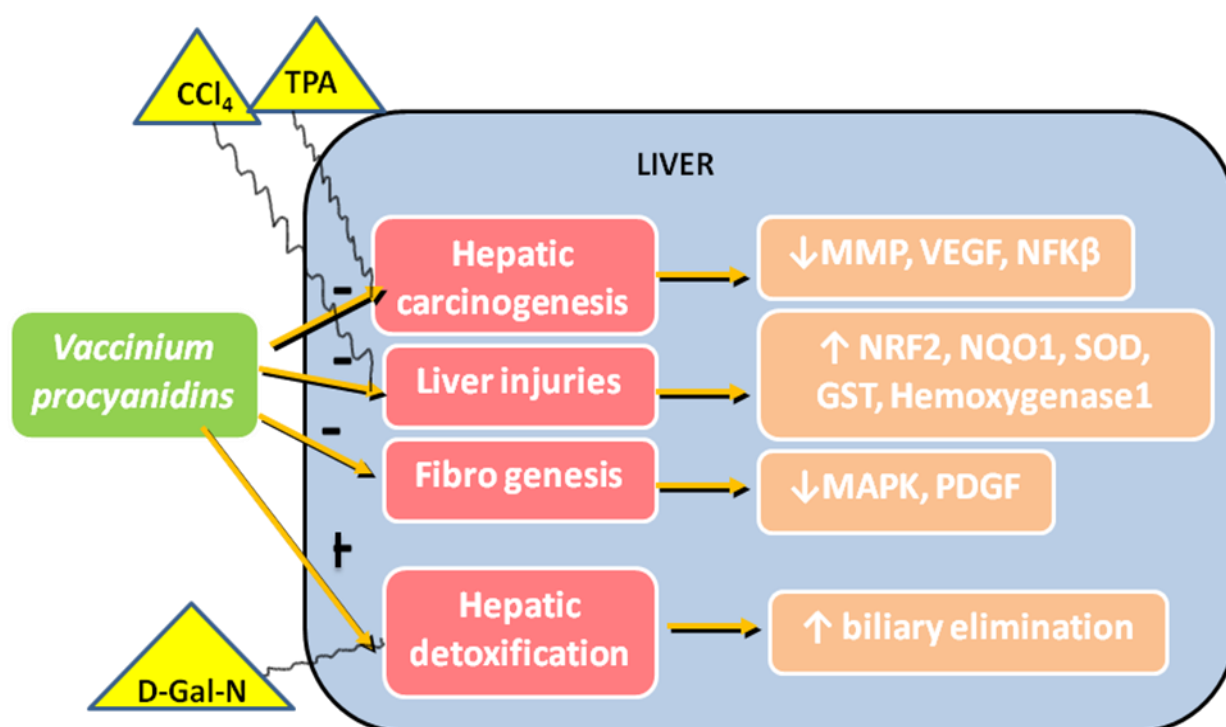 CCl₄
TPA
LIVER
Hepatic
carcinogenesis
↓MMP, VEGF, NFKβ
-
Vaccinium
procyanidins
-
Liver injuries
↑ NRF2, NQO1, SOD,
GST, Hemoxygenase1
-
Fibro genesis
↓MAPK, PDGF
+
Hepatic
detoxification
↑ biliary elimination
D-Gal-N